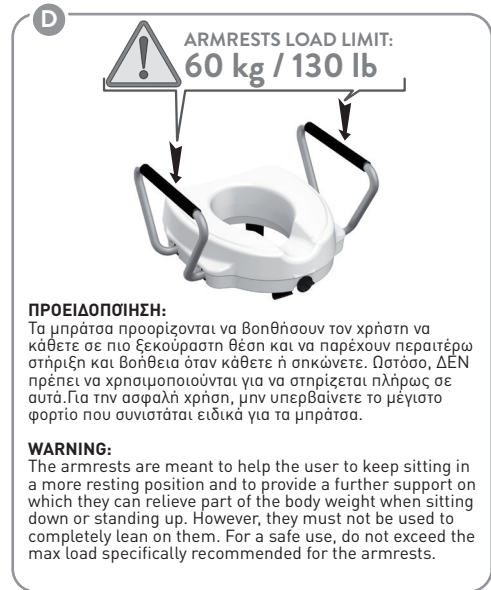 D
ARMRESTS LOAD LIMIT:
60 kg / 130 lb
ΠΡΟΕΙΔΟΠΟΊΗΣΗ:
Τα μπράτσα προορίζονται να βοηθήσουν τον χρήστη να
κάθετε σε πιο ξεκούραστη θέση και να παρέχουν περαιτέρω
στήριξη και βοήθεια όταν κάθετε ή σηκώνετε. Ωστόσο, ΔΕΝ
πρέπει να χρησιμοποιούνται για να στηρίζεται πλήρως σε
αυτά.Για την ασφαλή χρήση, μην υπερβαίνετε το μέγιστο
φορτίο που συνιστάται ειδικά για τα μπράτσα.
WARNING:
The armrests are meant to help the user to keep sitting in
a more resting position and to provide a further support on
which they can relieve part of the body weight when sitting
down or standing up. However, they must not be used to
completely lean on them. For a safe use, do not exceed the
max load specifically recommended for the armrests.